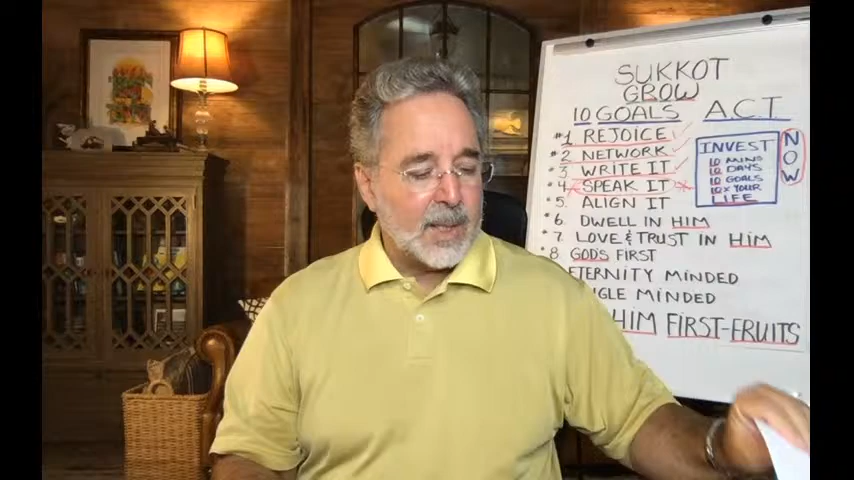 SUKKOT
GROW
10 GOALS ACT
#1 REJOICE
#2 NETWORK
#3 WRITE IT
#4 SPEAK IT
#5. ALIGN IT
#6. DWELL IN HIM
#7. LOVE & TRUST IN HIM
#8. GOD'S FIRST
ETERNITY MINDED
GLE MINDED
HIM FIRST-FRUITS
INVEST
10 MINS
10 DAYS
10 GOALS
10X YOUR
LIFE
NOW